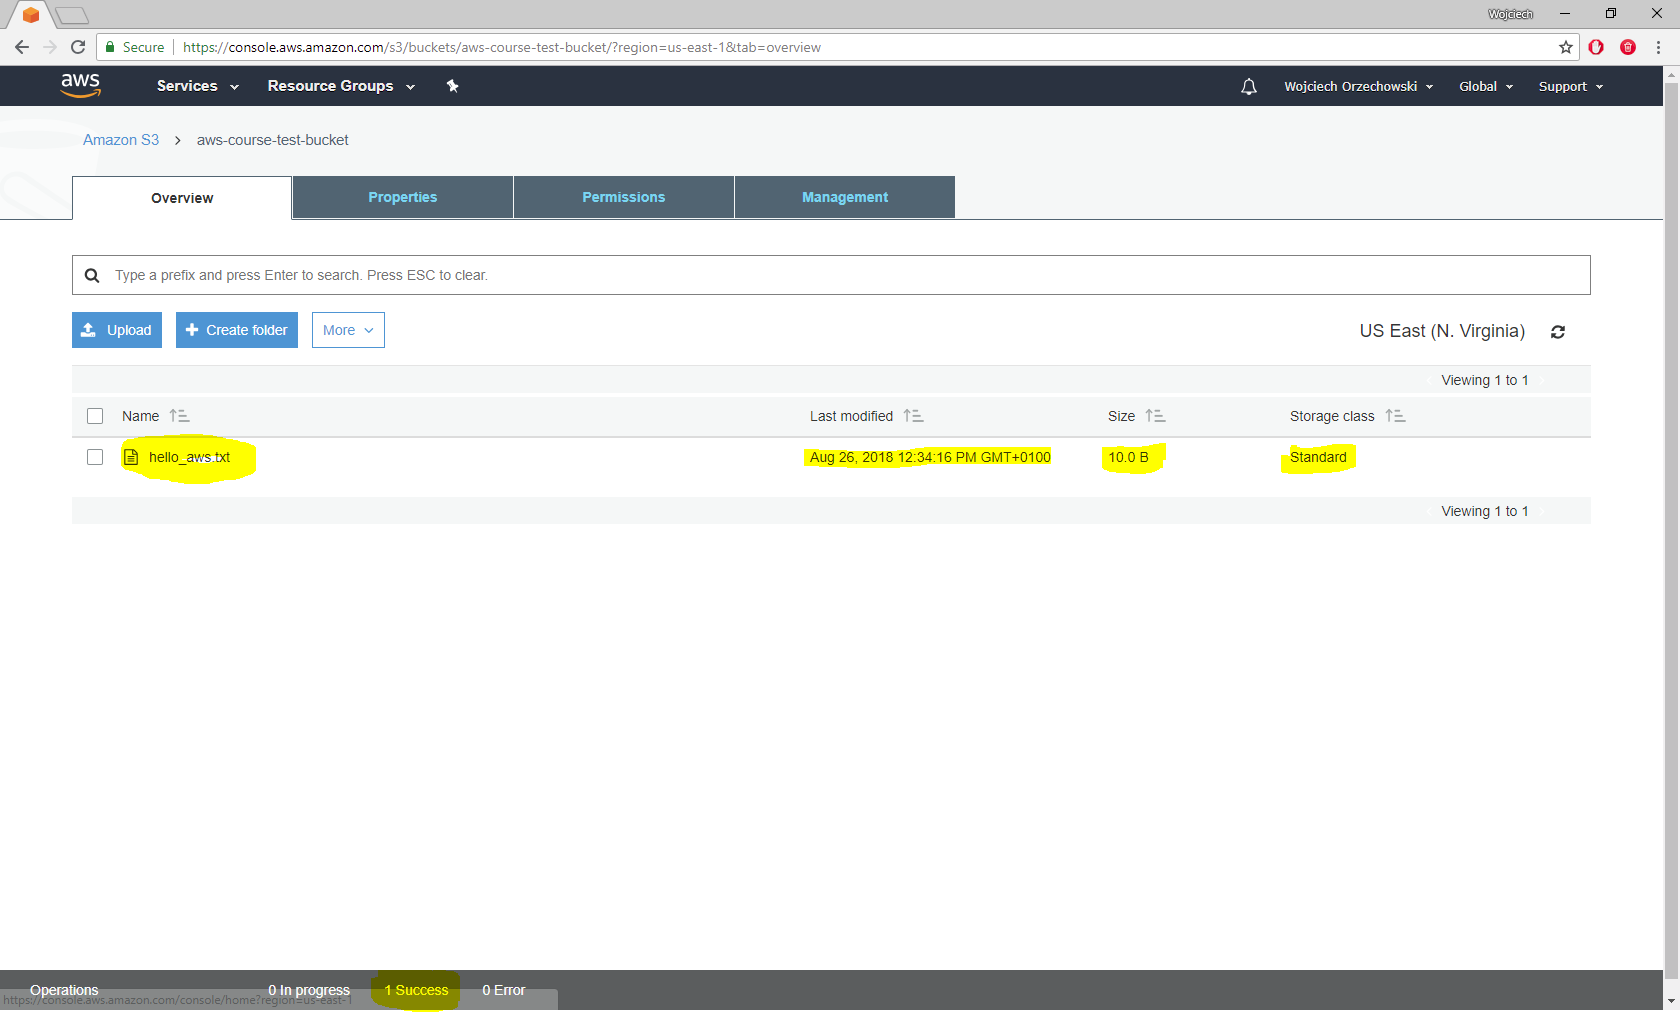 Wojciech
Secure https://console.aws.amazon.com/s3/buckets/aws-course-test-bucket/?region=us-east-1&tab=overview
aws Services Resource Groups Wojciech Orzechowski Global Support
Amazon S3 > aws-course-test-bucket
Overview Properties Permissions Management
Type a prefix and press Enter to search. Press ESC to clear.
Upload Create folder More US East (N. Virginia)
Viewing 1 to 1
Name Last modified Size Storage class
hello_aws.txt Aug 26, 2018 12:34:16 PM GMT+0100 10.0 B Standard
Viewing 1 to 1
Operations 0 In progress 1 Success 0 Error
https://console.aws.amazon.com/console/home?region=us-east-1